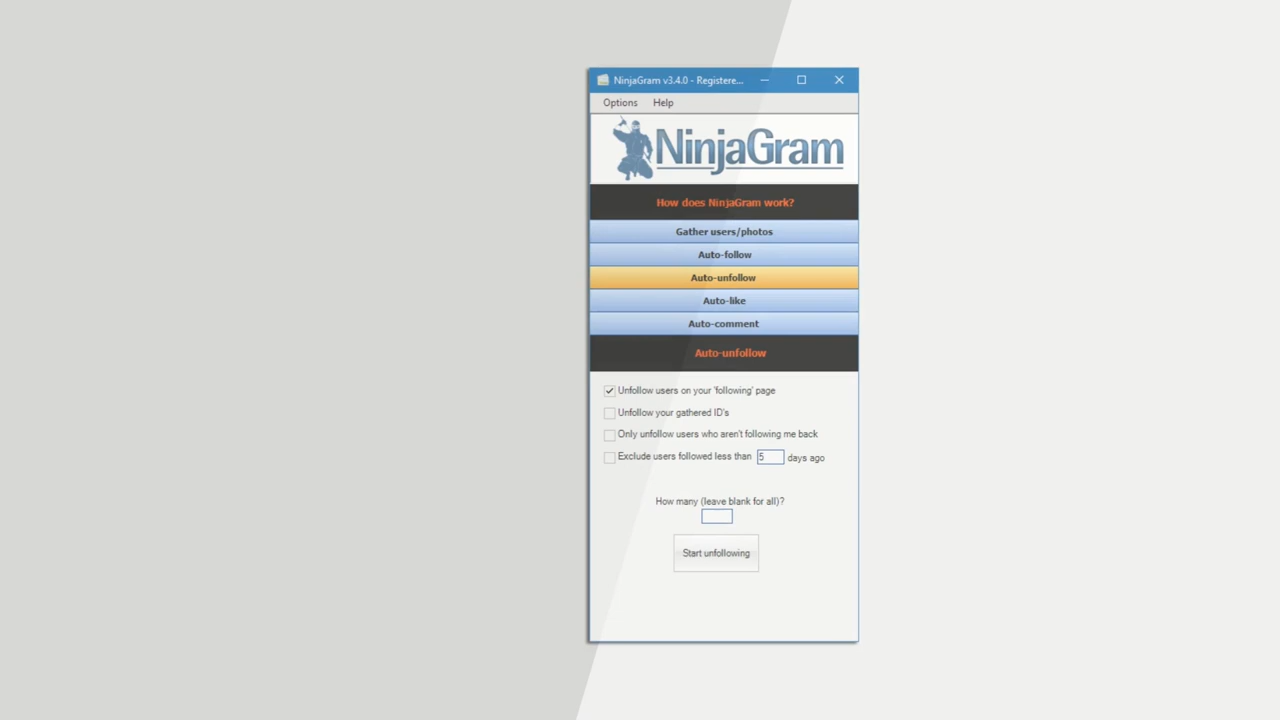 NinjaGram v3.4.0 - Registere...
Options Help
NinjaGram
How does NinjaGram work?
Gather users/photos
Auto-follow
Auto-unfollow
Auto-like
Auto-comment
Auto-unfollow
Unfollow users on your 'following' page
Unfollow your gathered ID's
Only unfollow users who aren't following me back
Exclude users followed less than 5 days ago
How many (leave blank for all)?
Start unfollowing